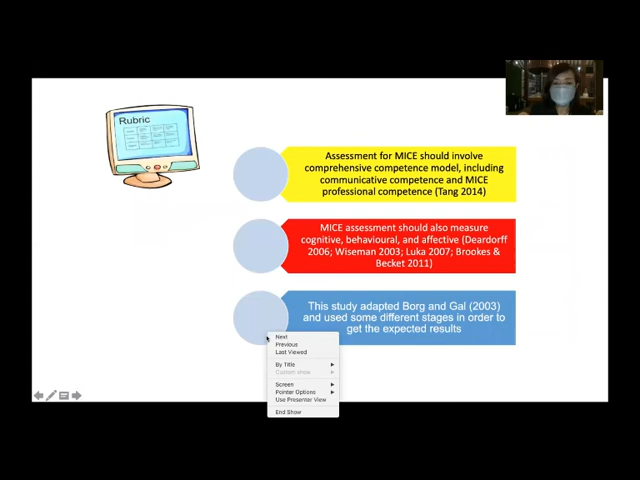 Rubric
Assessment for MICE should involve
comprehensive competence model, including
communicative competence and MICE
professional competence (Tang 2014)
MICE assessment should also measure
cognitive, behavioural, and affective (Deardorff
2006; Wiseman 2003; Luka 2007; Brookes &
Becket 2011)
This study adapted Borg and Gal (2003)
and used some different stages in order to
get the expected results
Next
Previous
Last Viewed
By Title
Custom show
Screen
Pointer Options
Use Presenter View
End Show